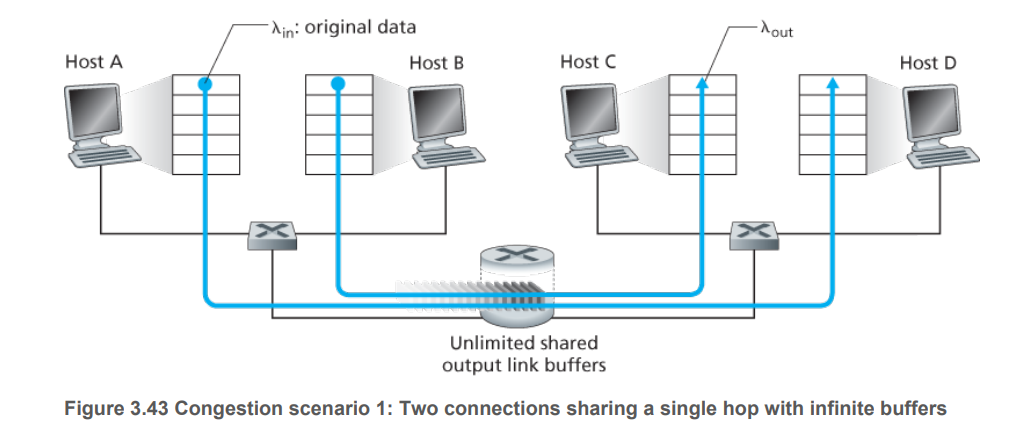 λin: original data
λout
Host A
Host B
Host C
Host D
Unlimited shared
output link buffers
Figure 3.43 Congestion scenario 1: Two connections sharing a single hop with infinite buffers